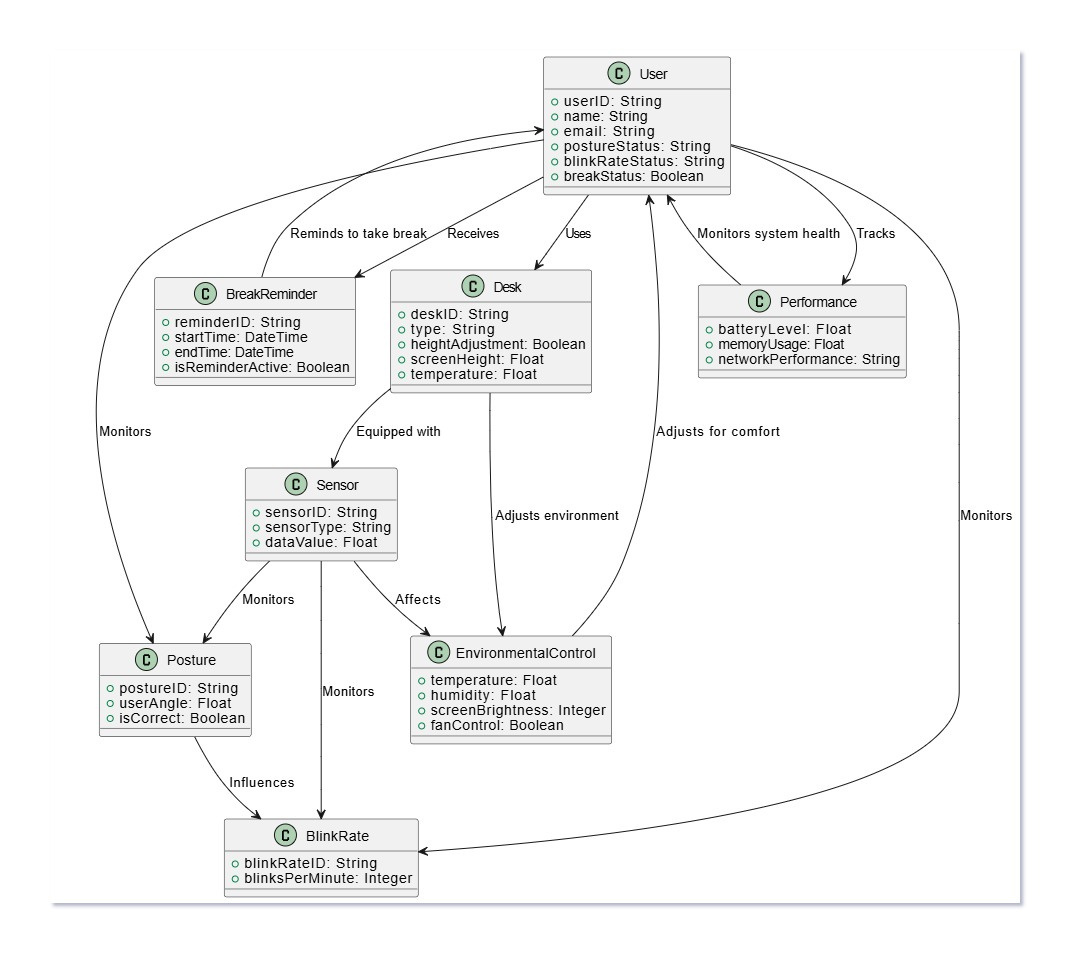 C User
userID: String
name: String
email: String
postureStatus: String
blinkRateStatus: String
breakStatus: Boolean
Reminds to take break
Receives
Uses
Monitors system health
Tracks
C BreakReminder
reminderID: String
startTime: DateTime
endTime: DateTime
isReminderActive: Boolean
C Desk
deskID: String
type: String
heightAdjustment: Boolean
screenHeight: Float
temperature: Float
C Performance
batteryLevel: Float
memoryUsage: Float
networkPerformance: String
Monitors
Equipped with
Adjusts for comfort
C Sensor
sensorID: String
sensorType: String
dataValue: Float
Adjusts environment
Monitors
Monitors
Affects
C Posture
postureID: String
userAngle: Float
isCorrect: Boolean
Monitors
C EnvironmentalControl
temperature: Float
humidity: Float
screenBrightness: Integer
fanControl: Boolean
Influences
C BlinkRate
blinkRateID: String
blinksPerMinute: Integer